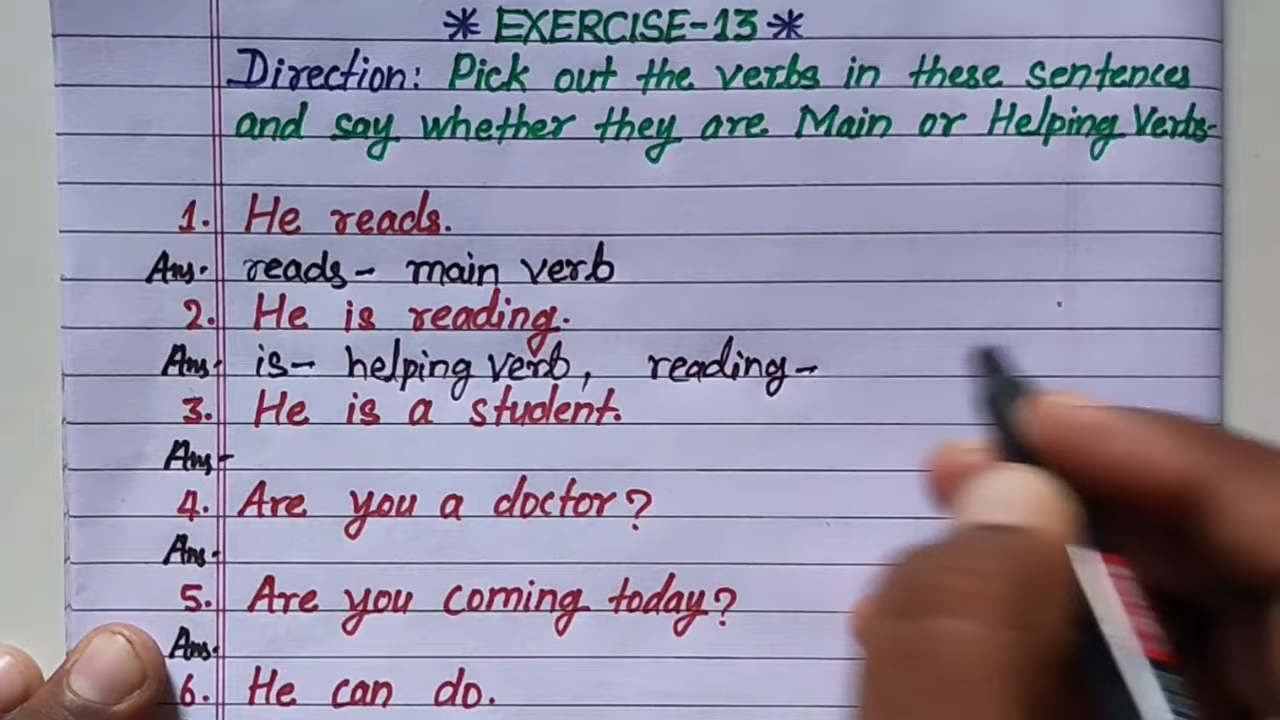 * EXERCISE-13 *
Direction: Pick out the verbs in these sentences
and say whether they are Main or Helping Verbs-
1. He reads.
Ans. reads- main verb
2. He is reading.
Ans- is- helping verb, reading-
3. He is a student.
Ans-
4. Are you a doctor?
Ans-
5. Are you coming today?
Ans-
6. He can do.